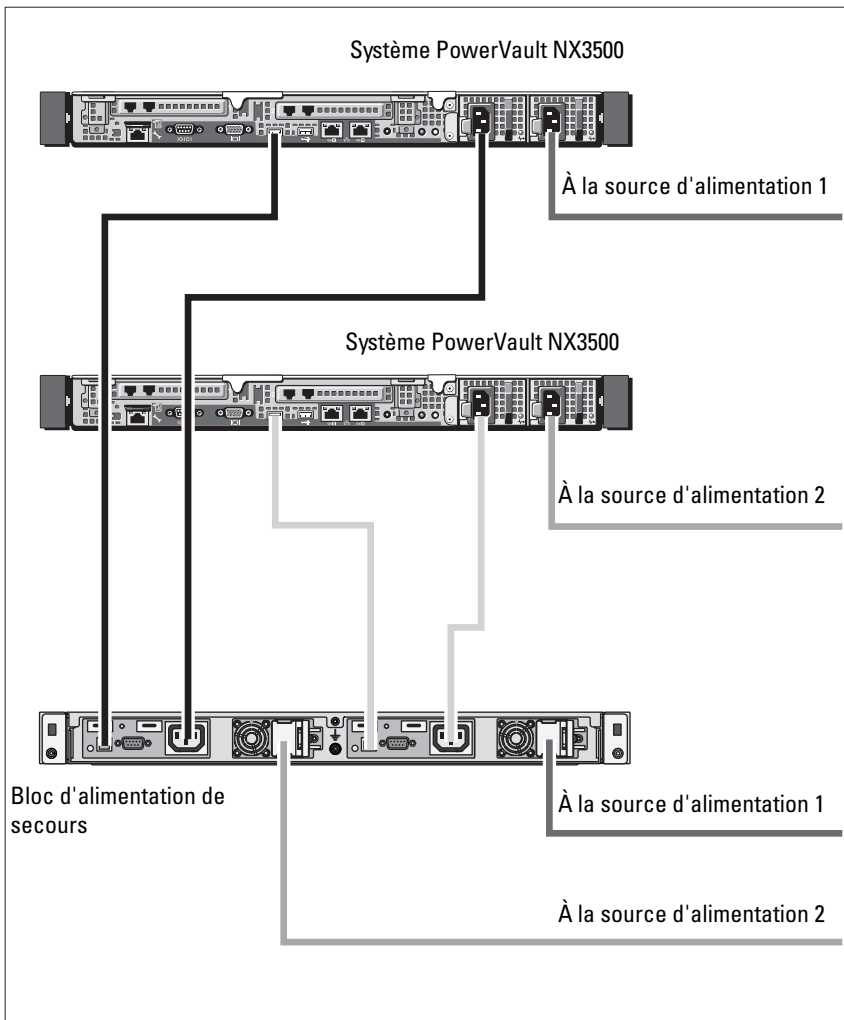 Système PowerVault NX3500
À la source d'alimentation 1
Système PowerVault NX3500
À la source d'alimentation 2
Bloc d'alimentation de
secours
À la source d'alimentation 1
À la source d'alimentation 2